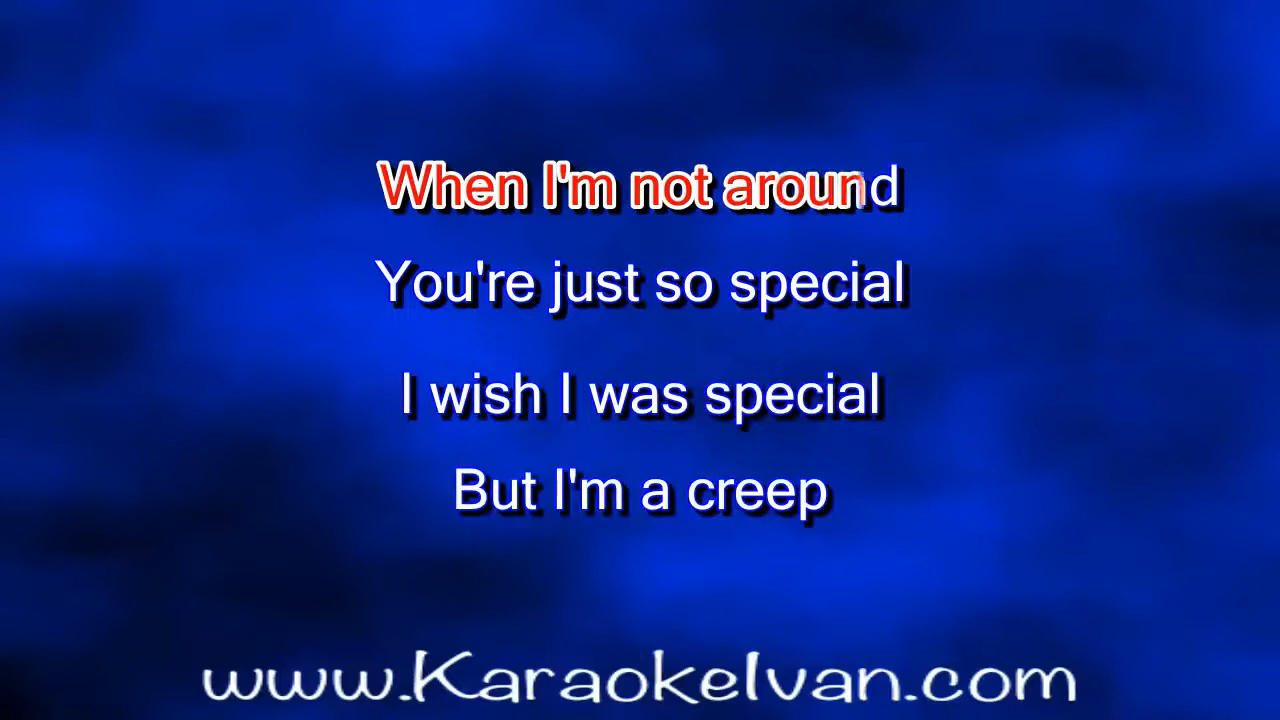 When I'm not around
You're just so special
I wish I was special
But I'm a creep
www.KaraokeIvan.com